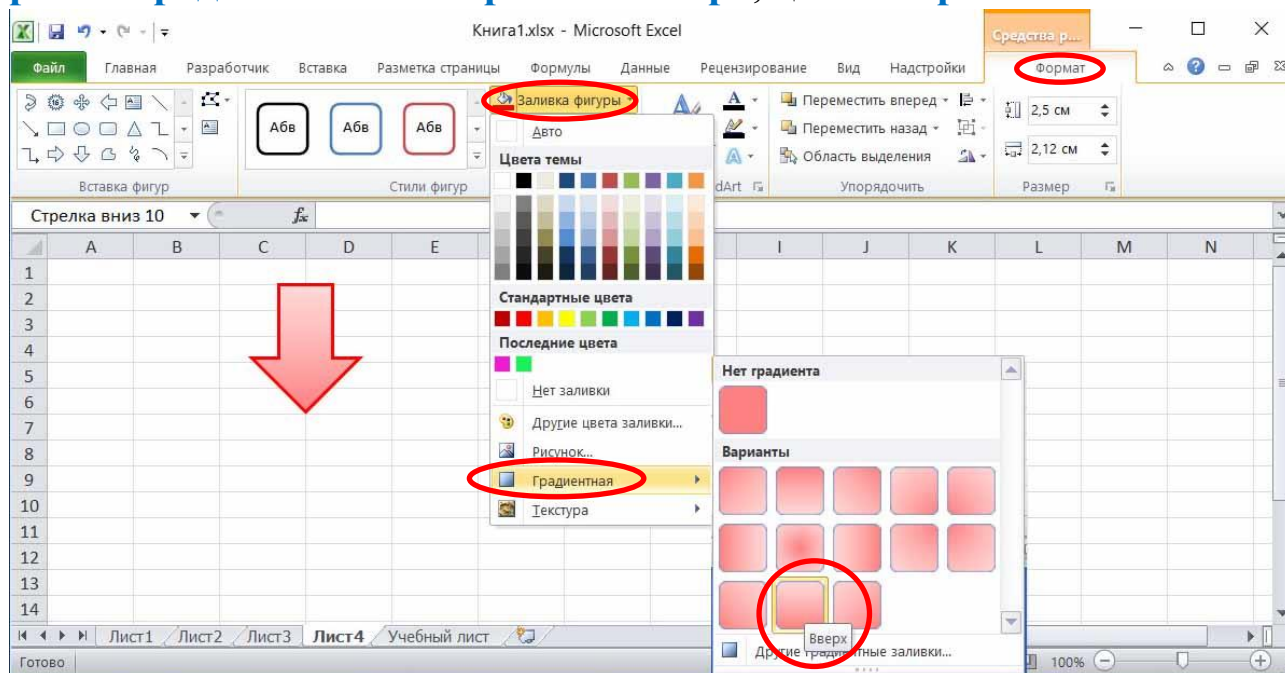 Книга1.xlsx - Microsoft Excel
Средства р...
Файл Главная Разработчик Вставка Разметка страницы Формулы Данные Рецензирование Вид Надстройки Формат
Абв Абв Абв
Заливка фигуры
Переместить вперед
Переместить назад
Область выделения
2,5 см
2,12 см
Вставка фигур Стили фигур dArt Упорядочить Размер
Стрелка вниз 10 fx
A B C D E I J K L M N
1
2
3
4
5
6
7
8
9
10
11
12
13
14
Авто
Цвета темы
Стандартные цвета
Последние цвета
Нет заливки
Другие цвета заливки...
Рисунок...
Градиентная
Текстура
Нет градиента
Варианты
Вверх
Другие градиентные заливки...
Лист1 Лист2 Лист3 Лист4 Учебный лист
Готово 100%